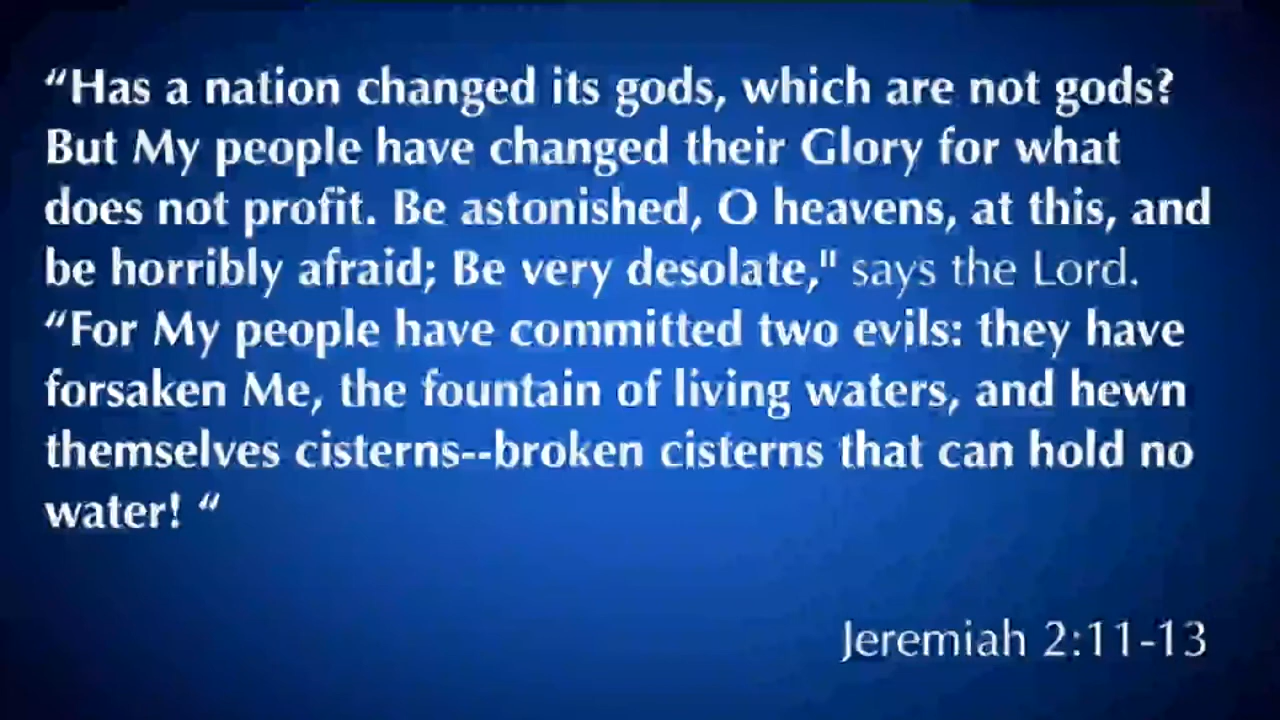 “Has a nation changed its gods, which are not gods?
But My people have changed their Glory for what
does not profit. Be astonished, O heavens, at this, and
be horribly afraid; Be very desolate," says the Lord.
“For My people have committed two evils: they have
forsaken Me, the fountain of living waters, and hewn
themselves cisterns--broken cisterns that can hold no
water! “
Jeremiah 2:11-13